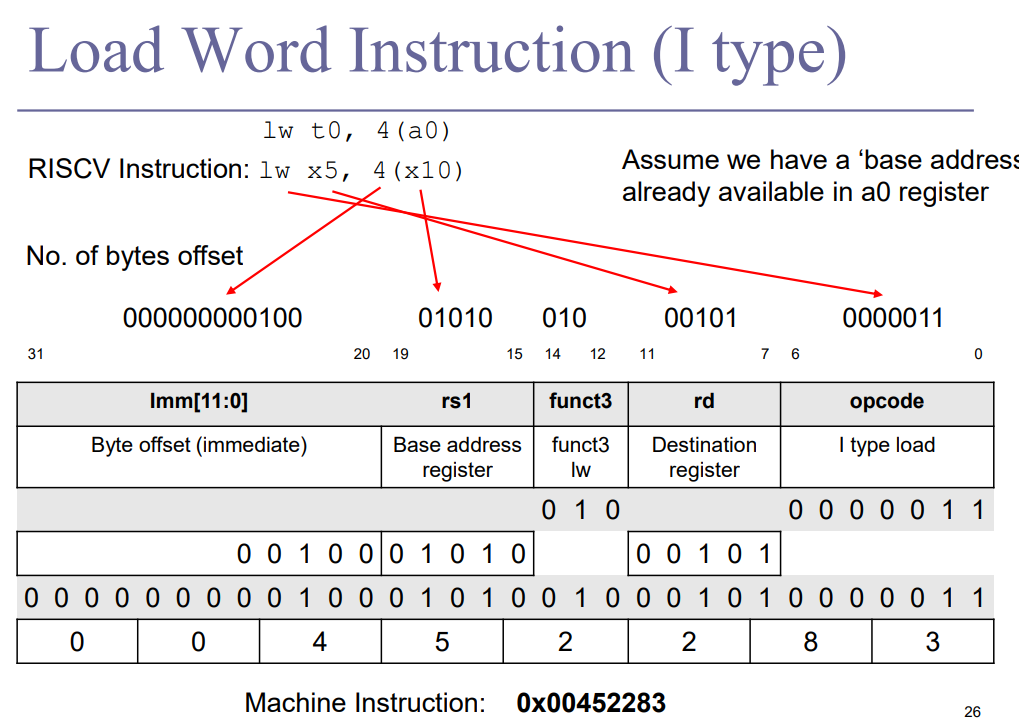 Load Word Instruction (I type)
lw t0, 4(a0)
RISCV Instruction: lw x5, 4(x10)
Assume we have a ‘base address
already available in a0 register
No. of bytes offset
000000000100 01010 010 00101 0000011
31 20 19 15 14 12 11 7 6 0
Imm[11:0] rs1 funct3 rd opcode
Byte offset (immediate) Base address funct3 Destination I type load
register lw register
0 1 0 0 0 0 0 0 1 1
0 0 1 0 0 0 1 0 1 0 0 0 1 0 1
0 0 0 0 0 0 0 0 0 1 0 0 0 1 0 1 0 0 1 0 0 0 1 0 1 0 0 0 0 0 1 1
0 0 4 5 2 2 8 3
Machine Instruction: 0x00452283
26